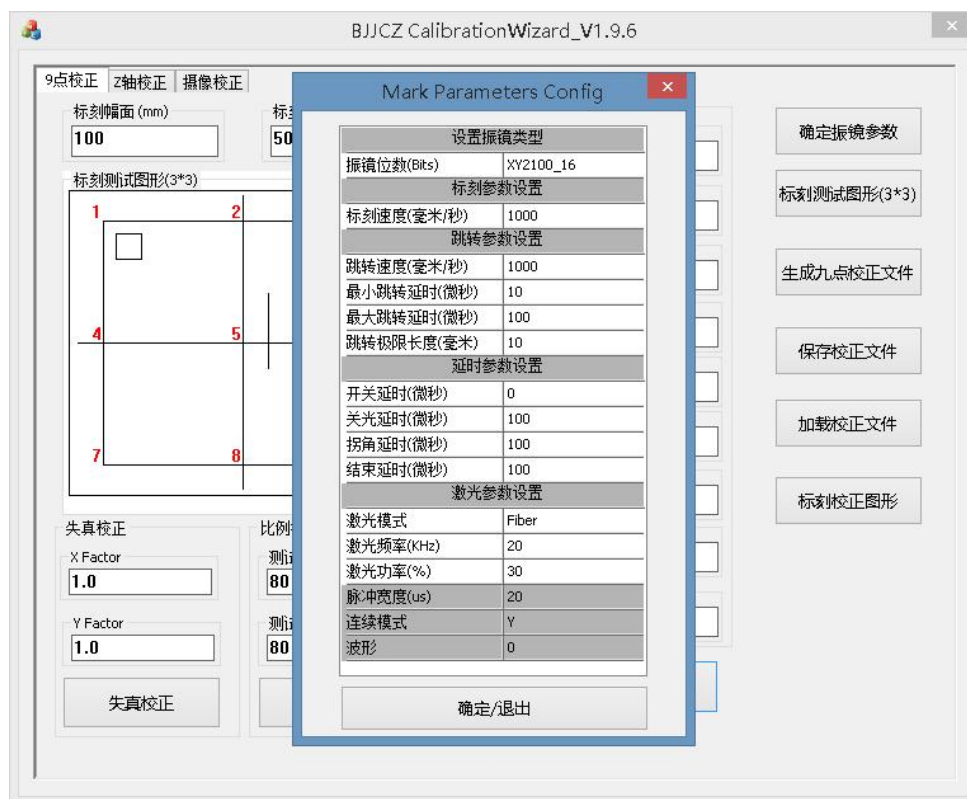 BJJCZ CalibrationWizard_V1.9.6
9点校正 Z轴校正 摄像校正
标刻幅面(mm)
100
50
标刻测试图形(3*3)
1 2
4 5
7 8
失真校正
X Factor
1.0
Y Factor
1.0
失真校正
比例
80
80
Mark Parameters Config
设置振镜类型
振镜位数(Bits) XY2100_16
标刻参数设置
标刻速度(毫米/秒) 1000
跳转参数设置
跳转速度(毫米/秒) 1000
最小跳转延时(微秒) 10
最大跳转延时(微秒) 100
跳转极限长度(毫米) 10
延时参数设置
开关延时(微秒) 0
关光延时(微秒) 100
拐角延时(微秒) 100
结束延时(微秒) 100
激光参数设置
激光模式 Fiber
激光频率(KHz) 20
激光功率(%) 30
脉冲宽度(us) 20
连续模式 Y
波形 0
确定/退出
确定振镜参数
标刻测试图形(3*3)
生成九点校正文件
保存校正文件
加载校正文件
标刻校正图形